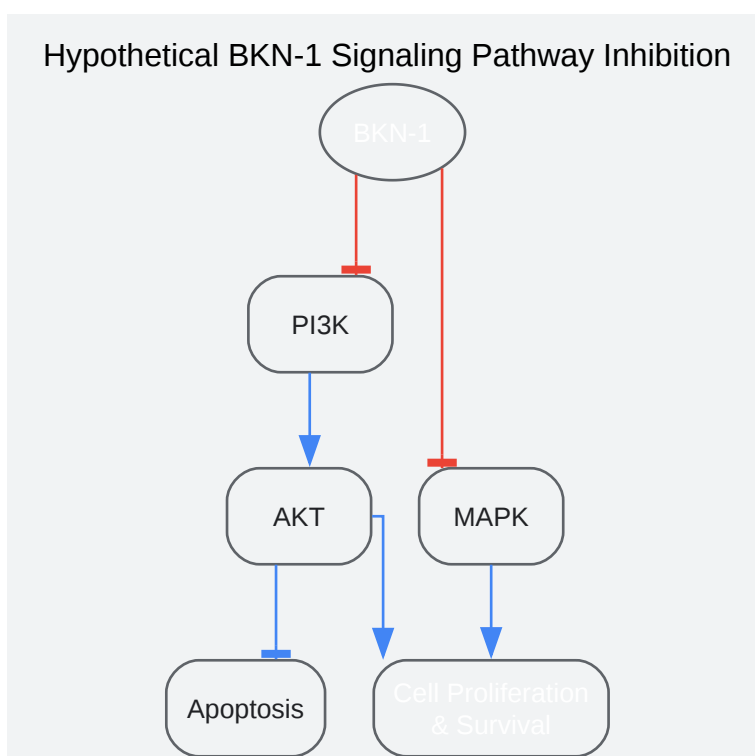 Hypothetical BKN-1 Signaling Pathway Inhibition
BKN-1
PI3K
AKT
MAPK
Apoptosis
Cell Proliferation
& Survival